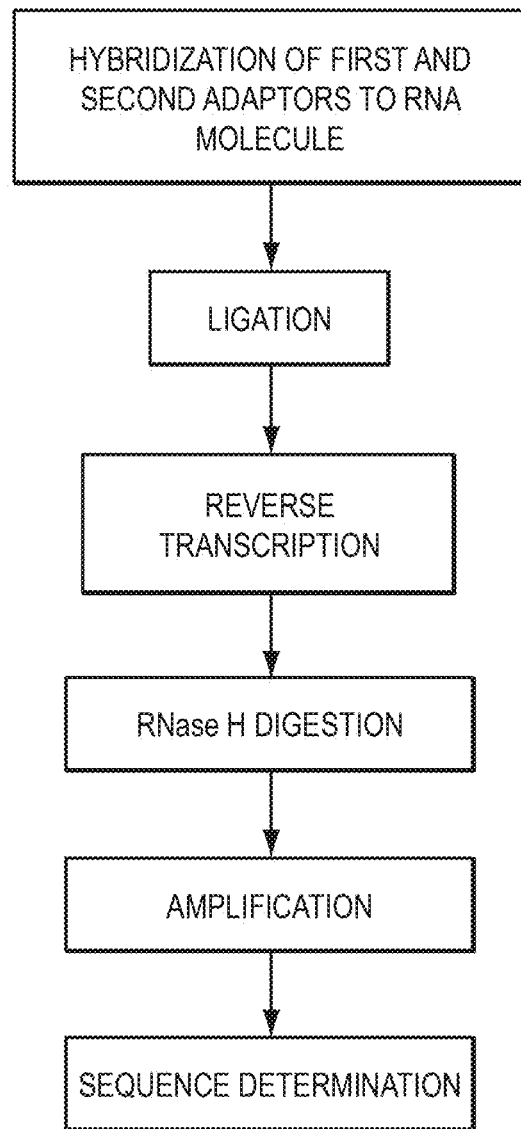 HYBRIDIZATION OF FIRST AND
SECOND ADAPTORS TO RNA
MOLECULE
LIGATION
REVERSE
TRANSCRIPTION
RNase H DIGESTION
AMPLIFICATION
SEQUENCE DETERMINATION